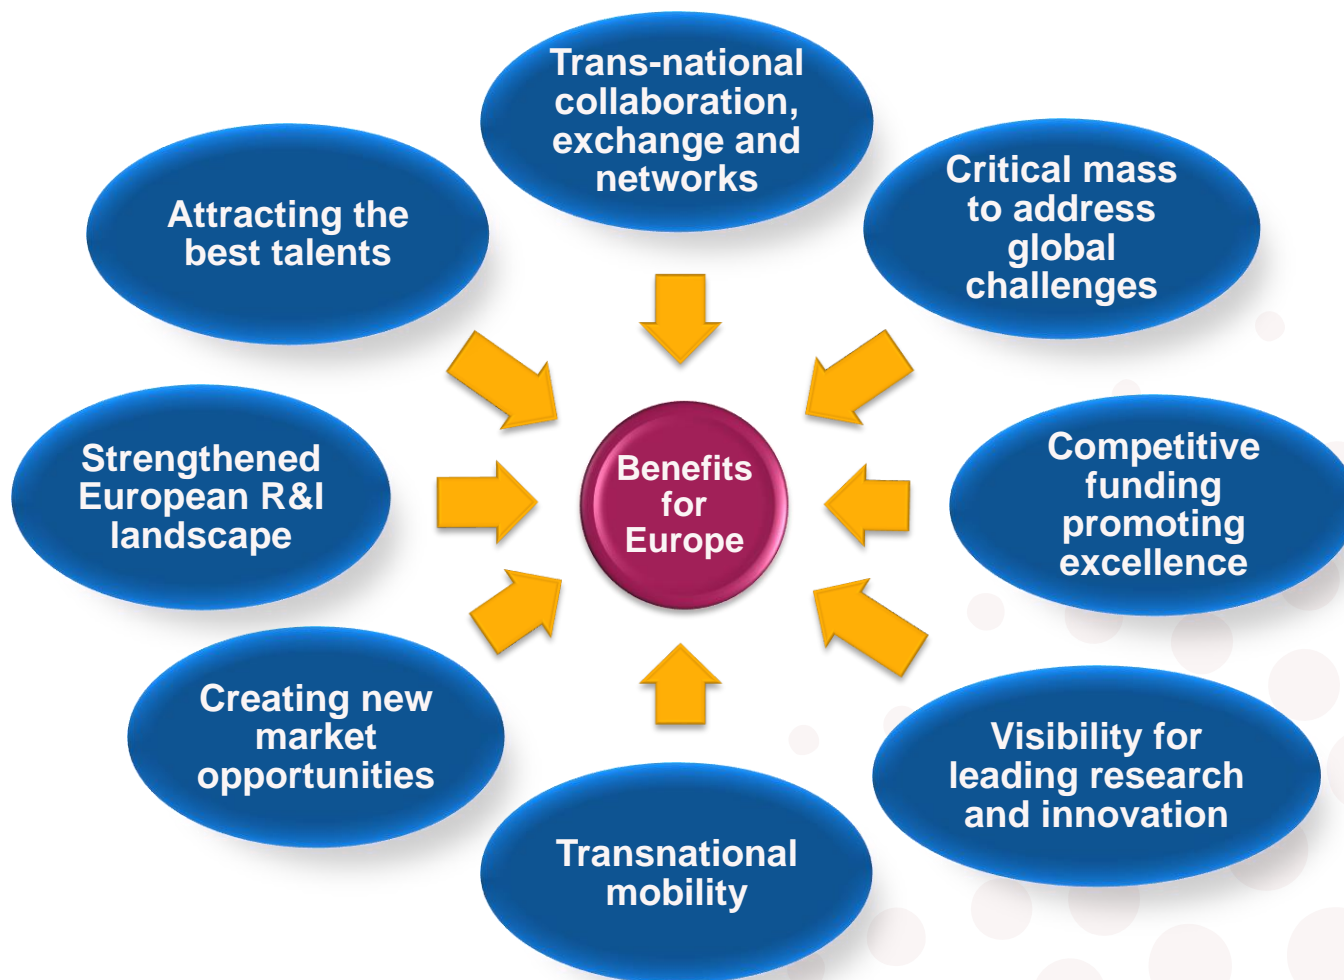 Trans-national
collaboration,
exchange and
networks
Critical mass
to address
global
challenges
Attracting the
best talents
Strengthened
European R&I
landscape
Benefits
for
Europe
Competitive
funding
promoting
excellence
Creating new
market
opportunities
Visibility for
leading research
and innovation
Transnational
mobility